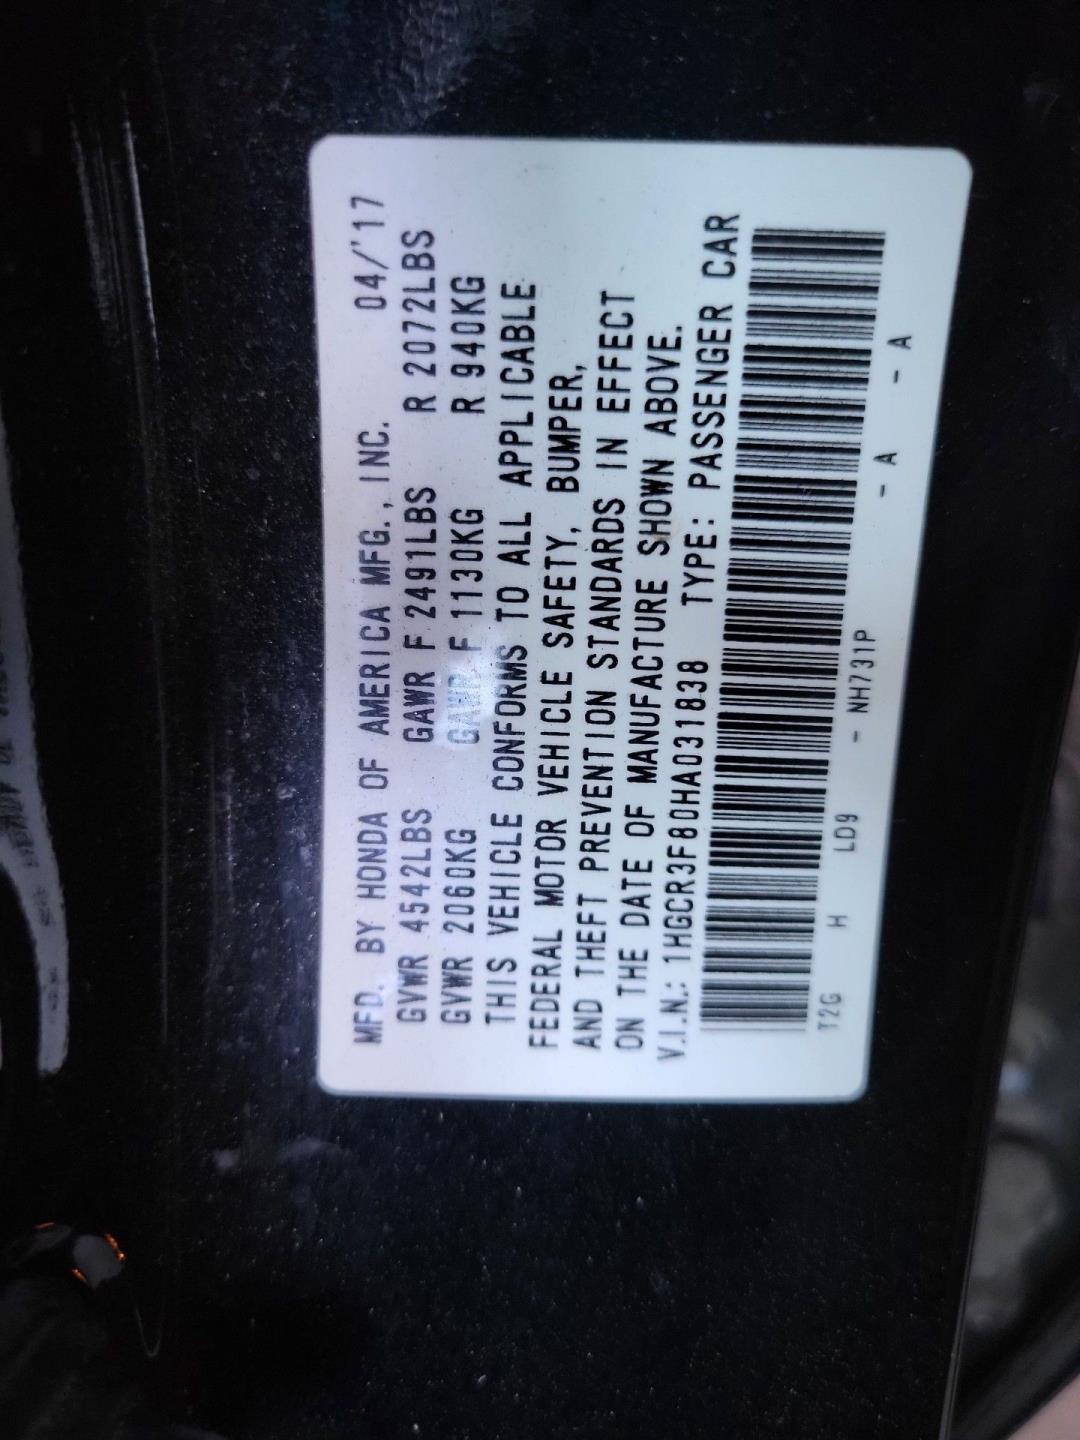 MFD. BY HONDA OF AMERICA MFG., INC. 04/'17
GVWR 4542LBS GAWR F 2491LBS R 2072LBS
GVWR 2060KG GAWR F 1130KG R 940KG
THIS VEHICLE CONFORMS TO ALL APPLICABLE
FEDERAL MOTOR VEHICLE SAFETY, BUMPER,
AND THEFT PREVENTION STANDARDS IN EFFECT
ON THE DATE OF MANUFACTURE SHOWN ABOVE.
V.I.N.: 1HGCR3F80HA031838 TYPE: PASSENGER CAR
T2G H LD9 - NH731P - A - A